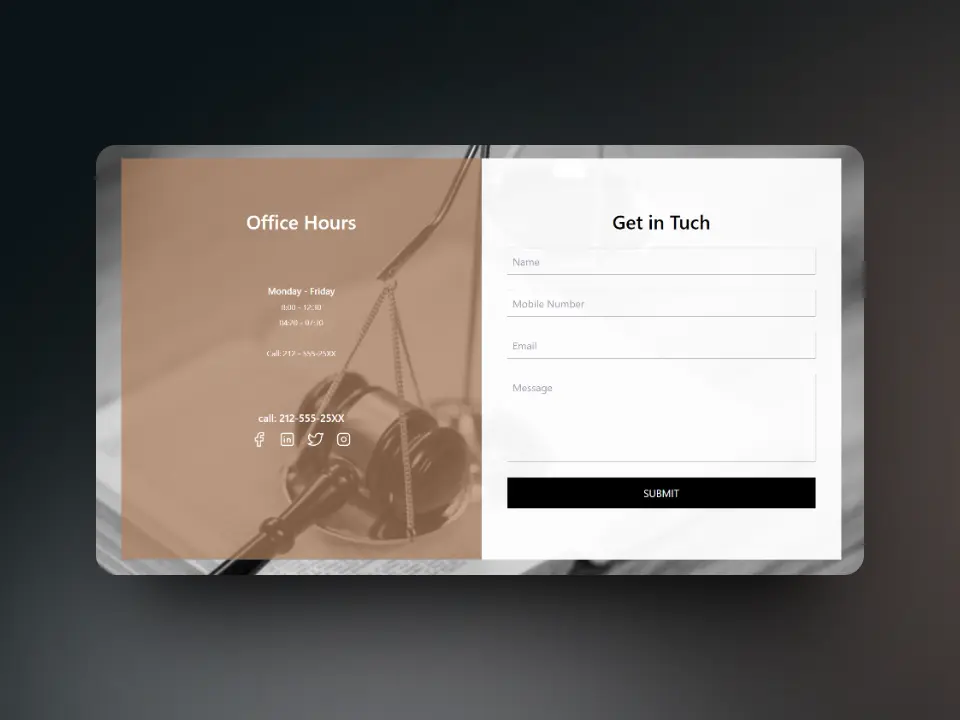 Office Hours
Monday - Friday
8:00 - 12:30
04:20 - 07:20
Call: 212 - 555-25XX
call: 212-555-25XX
Get in Tuch
Name
Mobile Number
Email
Message
SUBMIT